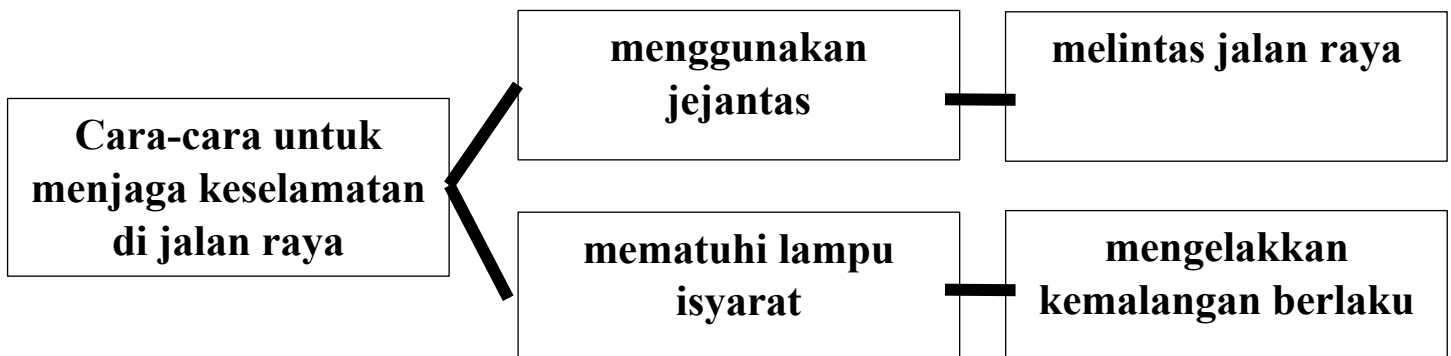 Cara-cara untuk
menjaga keselamatan
di jalan raya
menggunakan
jejantas
melintas jalan raya
mematuhi lampu
isyarat
mengelakkan
kemalangan berlaku